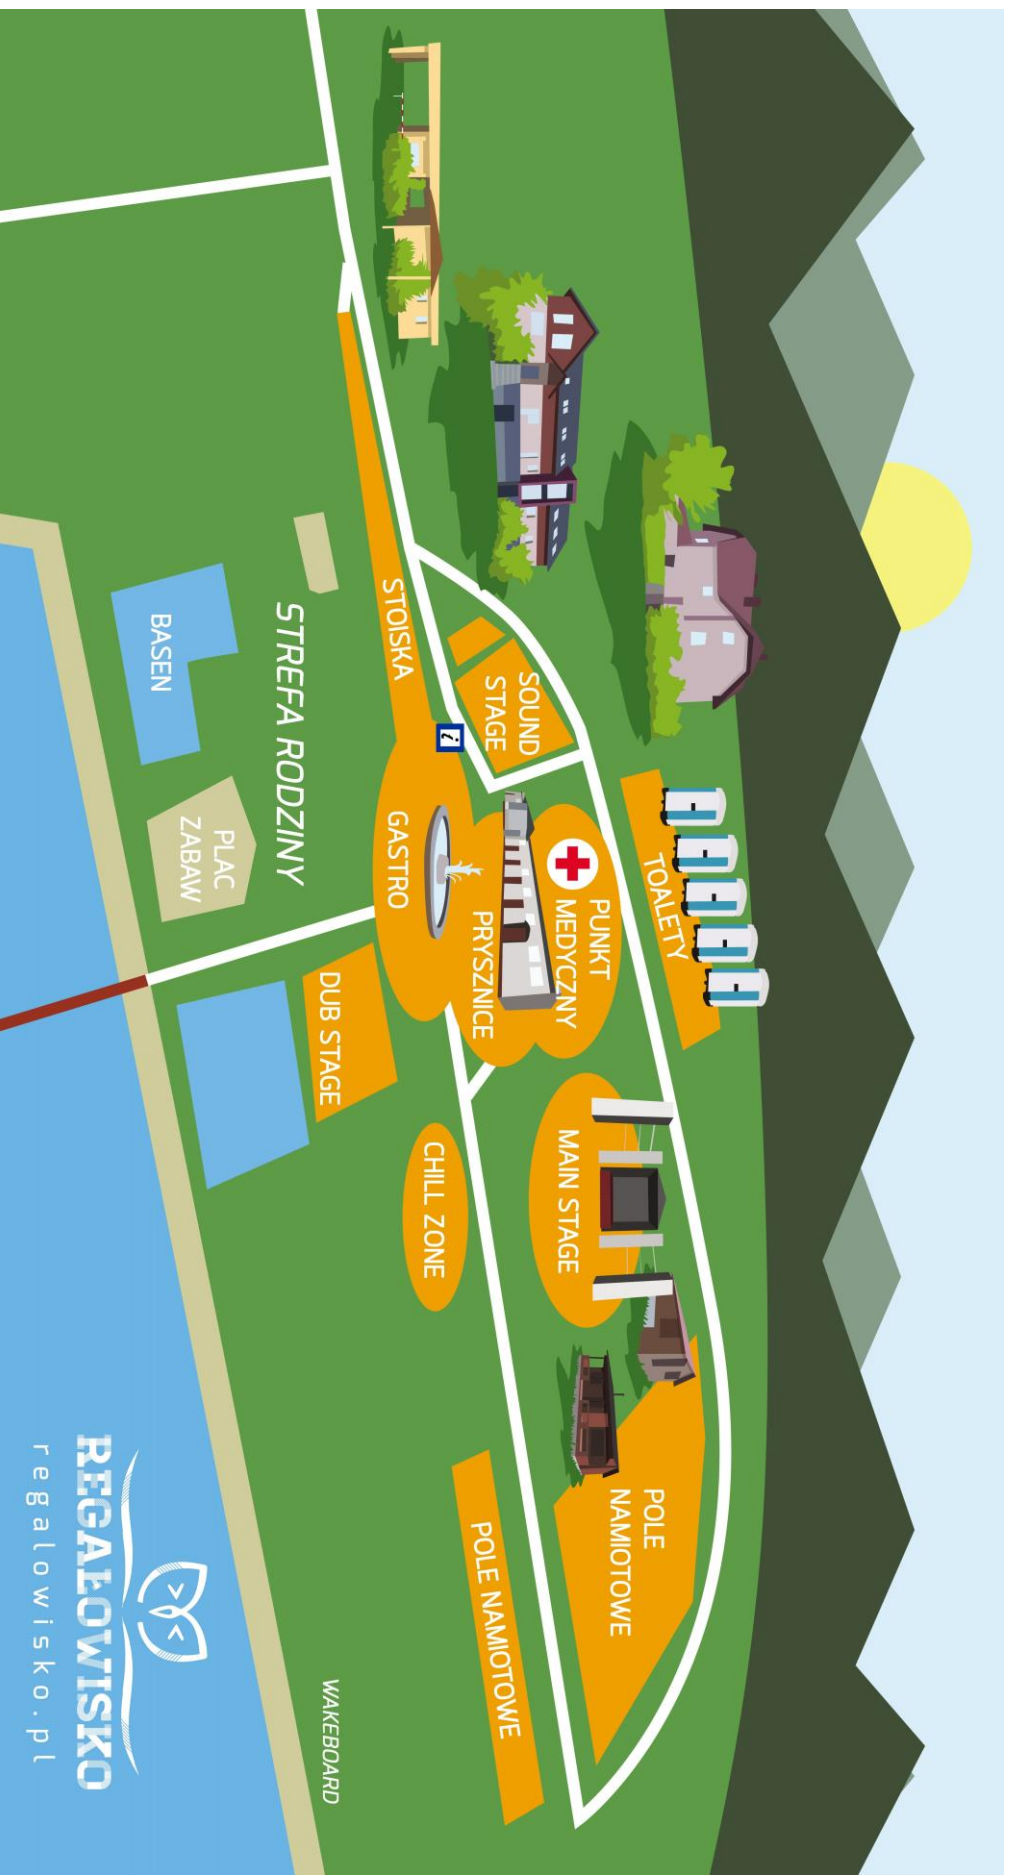 TOALETY
PUNKT
MEDYCZNY
SOUND
STAGE
PRYSZNICE
MAIN STAGE
POLE
NAMIOTOWE
STOISKA
i
GASTRO
CHILL ZONE
POLE NAMIOTOWE
STREFA RODZINY
DUB STAGE
WAKEBOARD
BASEN
PLAC
ZABAW
REGAŁOWISKO
regalowisko.pl